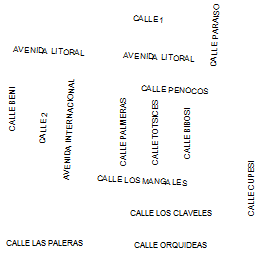 CALLE 1
CALLE PARAISO
AVENIDA LITORAL
AVENIDA LITORAL
CALLE PENOCOS
CALLE BENI
CALLE 2
AVENIDA INTERNACIONAL
CALLE PALMERAS
CALLE TOTSICES
CALLE BIBOSI
CALLE LOS MANGALES
CALLE CUPESI
CALLE LOS CLAVELES
CALLE LAS PALERAS
CALLE ORQUIDEAS